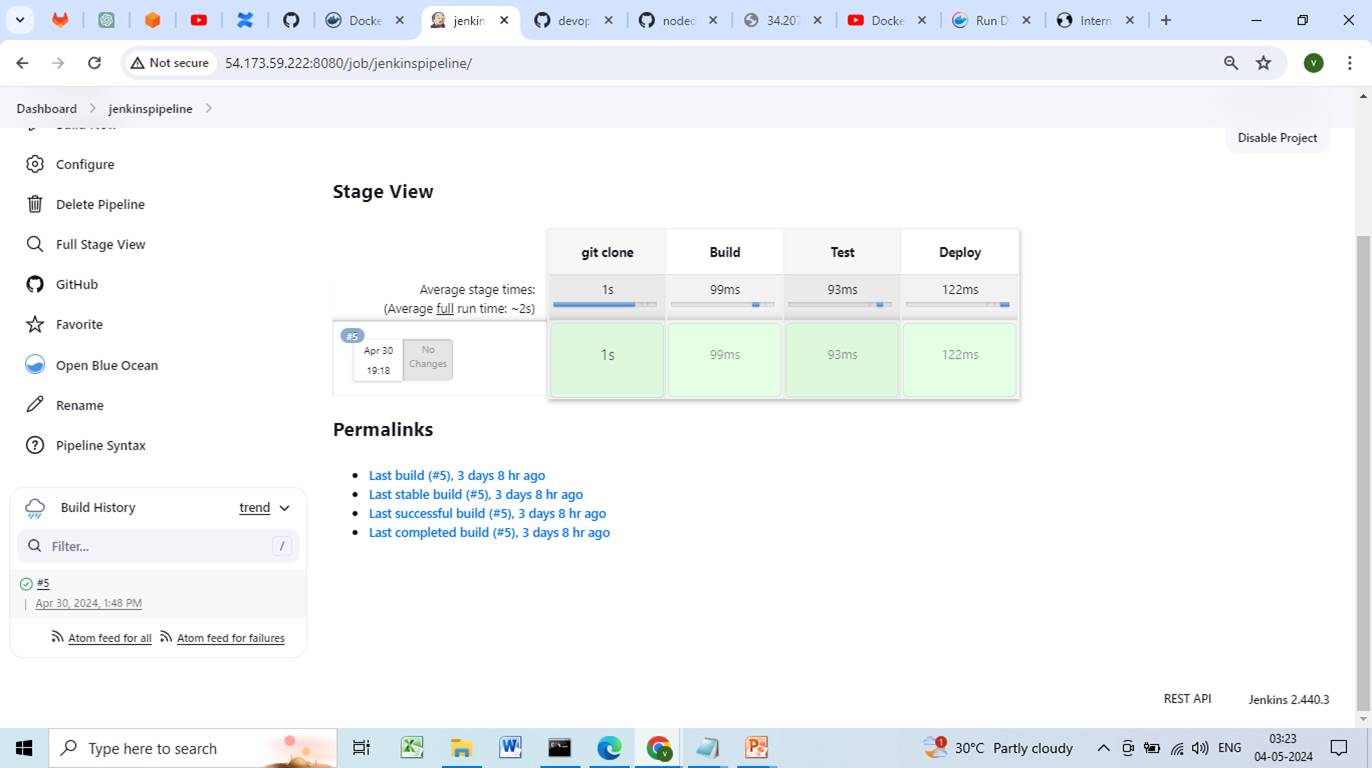 Docke
jenkin
devop
noded
34.207
Docke
Run D
Intern
Not secure
54.173.59.222:8080/job/jenkinspipeline/
V
Dashboard
jenkinspipeline
Disable Project
Configure
Delete Pipeline
Full Stage View
GitHub
Favorite
Open Blue Ocean
Rename
Pipeline Syntax
Build History
trend
Filter...
/
#5
Apr 30, 2024, 1:48 PM
Atom feed for all
Atom feed for failures
Stage View
git clone
Build
Test
Deploy
Average stage times:
(Average full run time: ~2s)
1s
99ms
93ms
122ms
#5
Apr 30
19:18
No
Changes
1s
99ms
93ms
122ms
Permalinks
Last build (#5), 3 days 8 hr ago
Last stable build (#5), 3 days 8 hr ago
Last successful build (#5), 3 days 8 hr ago
Last completed build (#5), 3 days 8 hr ago
REST API
Jenkins 2.440.3
Type here to search
1
30°C Partly cloudy
ENG
03:23
04-05-2024